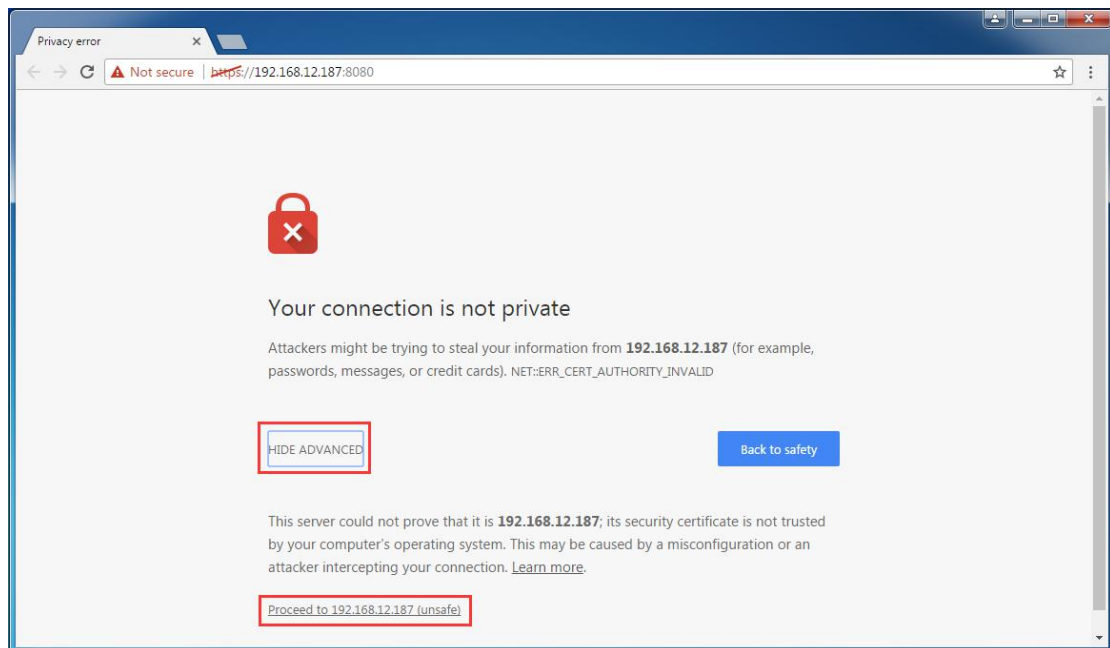 Privacy error
Not secure | https://192.168.12.187:8080
Your connection is not private
Attackers might be trying to steal your information from 192.168.12.187 (for example,
passwords, messages, or credit cards). NET::ERR_CERT_AUTHORITY_INVALID
HIDE ADVANCED
Back to safety
This server could not prove that it is 192.168.12.187; its security certificate is not trusted
by your computer's operating system. This may be caused by a misconfiguration or an
attacker intercepting your connection. Learn more.
Proceed to 192.168.12.187 (unsafe)